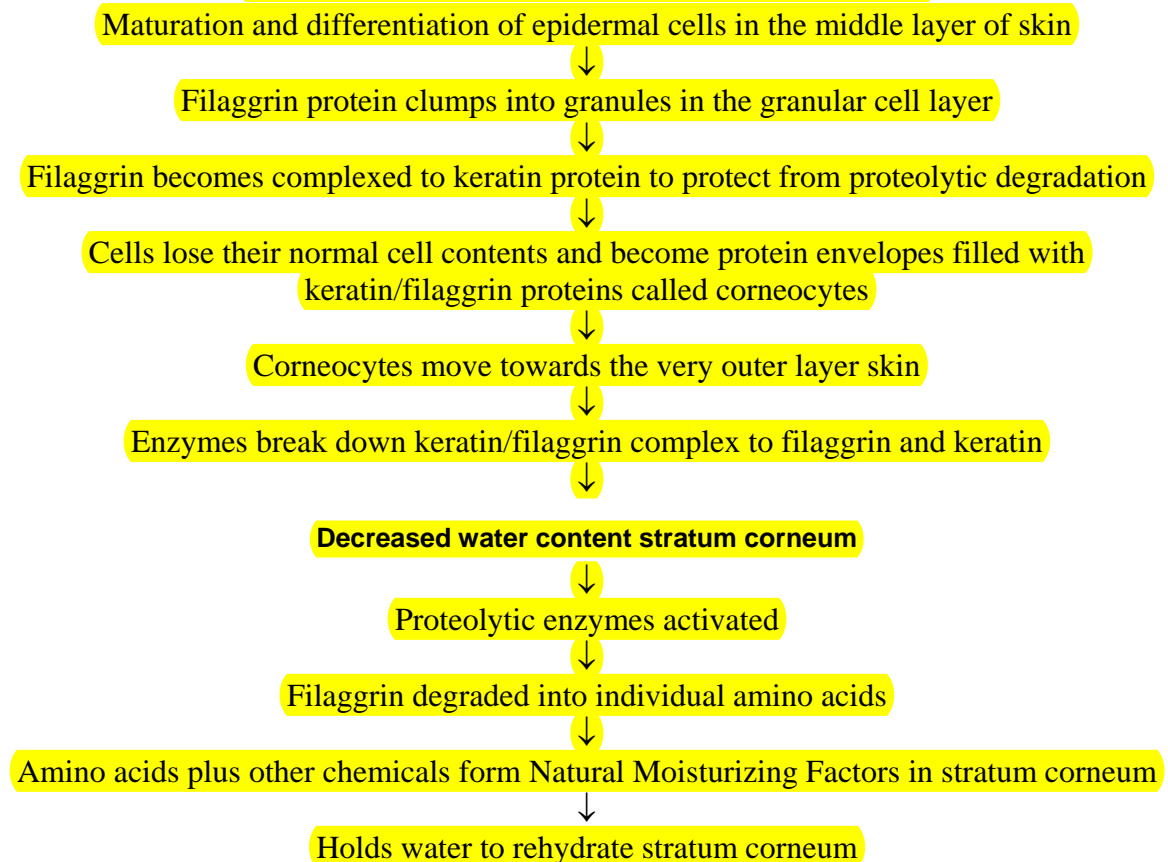 Maturation and differentiation of epidermal cells in the middle layer of skin
↓
Filaggrin protein clumps into granules in the granular cell layer
↓
Filaggrin becomes complexed to keratin protein to protect from proteolytic degradation
↓
Cells lose their normal cell contents and become protein envelopes filled with
keratin/filaggrin proteins called corneocytes
↓
Corneocytes move towards the very outer layer skin
↓
Enzymes break down keratin/filaggrin complex to filaggrin and keratin
↓
Decreased water content stratum corneum
↓
Proteolytic enzymes activated
↓
Filaggrin degraded into individual amino acids
↓
Amino acids plus other chemicals form Natural Moisturizing Factors in stratum corneum
↓
Holds water to rehydrate stratum corneum